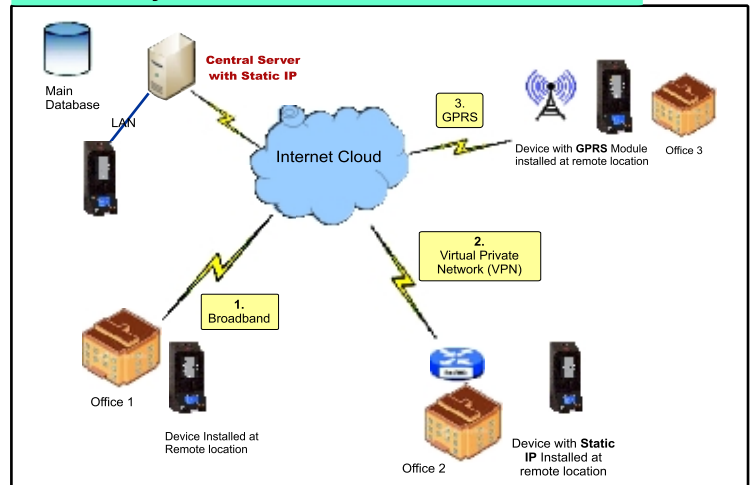 Central Server
with Static IP
Main
Database
LAN
Internet Cloud
3.
GPRS
Device with GPRS Module
installed at remote location
Office 3
2.
Virtual Private
Network (VPN)
1.
Broadband
Office 1
Device Installed at
Remote location
Office 2
Device with Static
IP Installed at
remote location